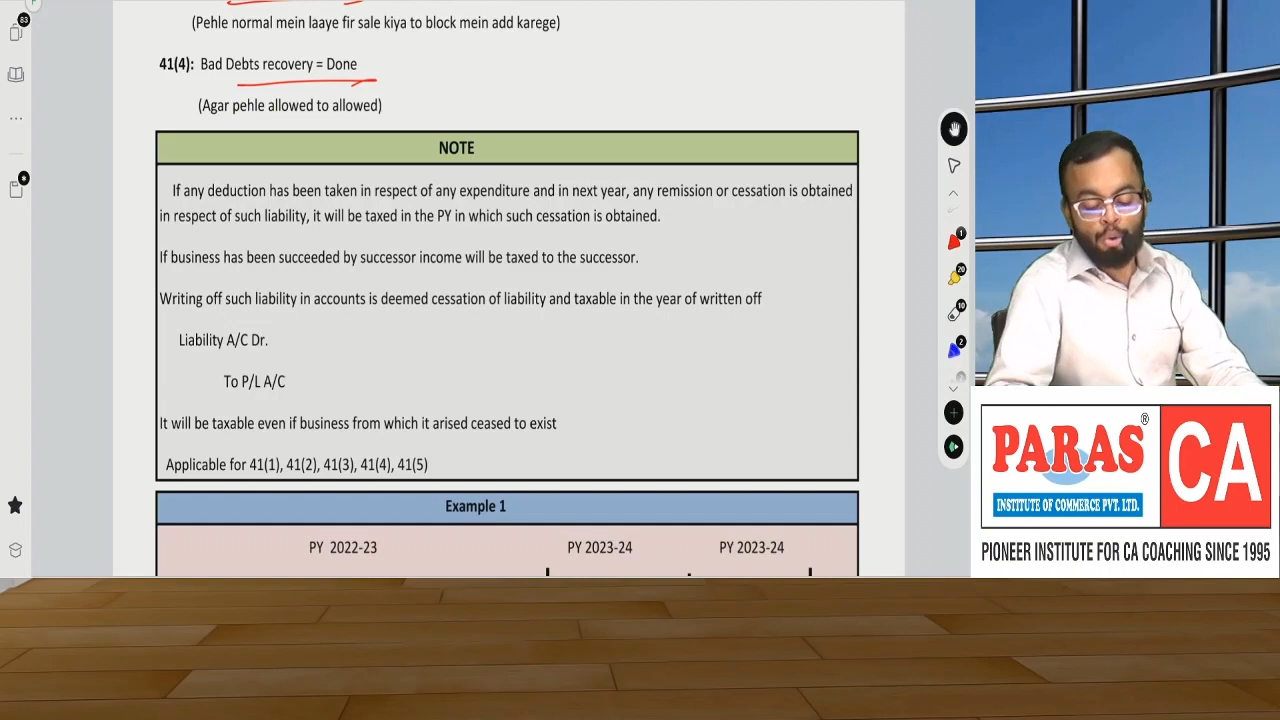 83
(Pehle normal mein laaye fir sale kiya to block mein add karege)
41(4): Bad Debts recovery = Done
(Agar pehle allowed to allowed)
NOTE
If any deduction has been taken in respect of any expenditure and in next year, any remission or cessation is obtained
in respect of such liability, it will be taxed in the PY in which such cessation is obtained.
If business has been succeeded by successor income will be taxed to the successor.
Writing off such liability in accounts is deemed cessation of liability and taxable in the year of written off
Liability A/C Dr.
To P/L A/C
It will be taxable even if business from which it arised ceased to exist
Applicable for 41(1), 41(2), 41(3), 41(4), 41(5)
Example 1
PY 2022-23 PY 2023-24 PY 2023-24
1
20
10
2
PARAS®
INSTITUTE OF COMMERCE PVT. LTD.
CA
PIONEER INSTITUTE FOR CA COACHING SINCE 1995